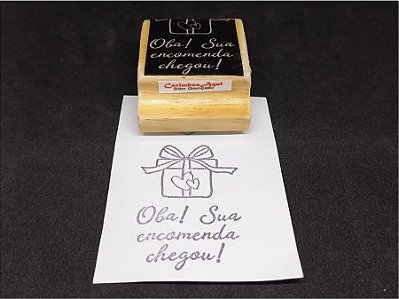 Oba! Sua
encomenda
chegou!
Carimbos Aqui
São Gonçalo
Oba! Sua
encomenda
chegou!